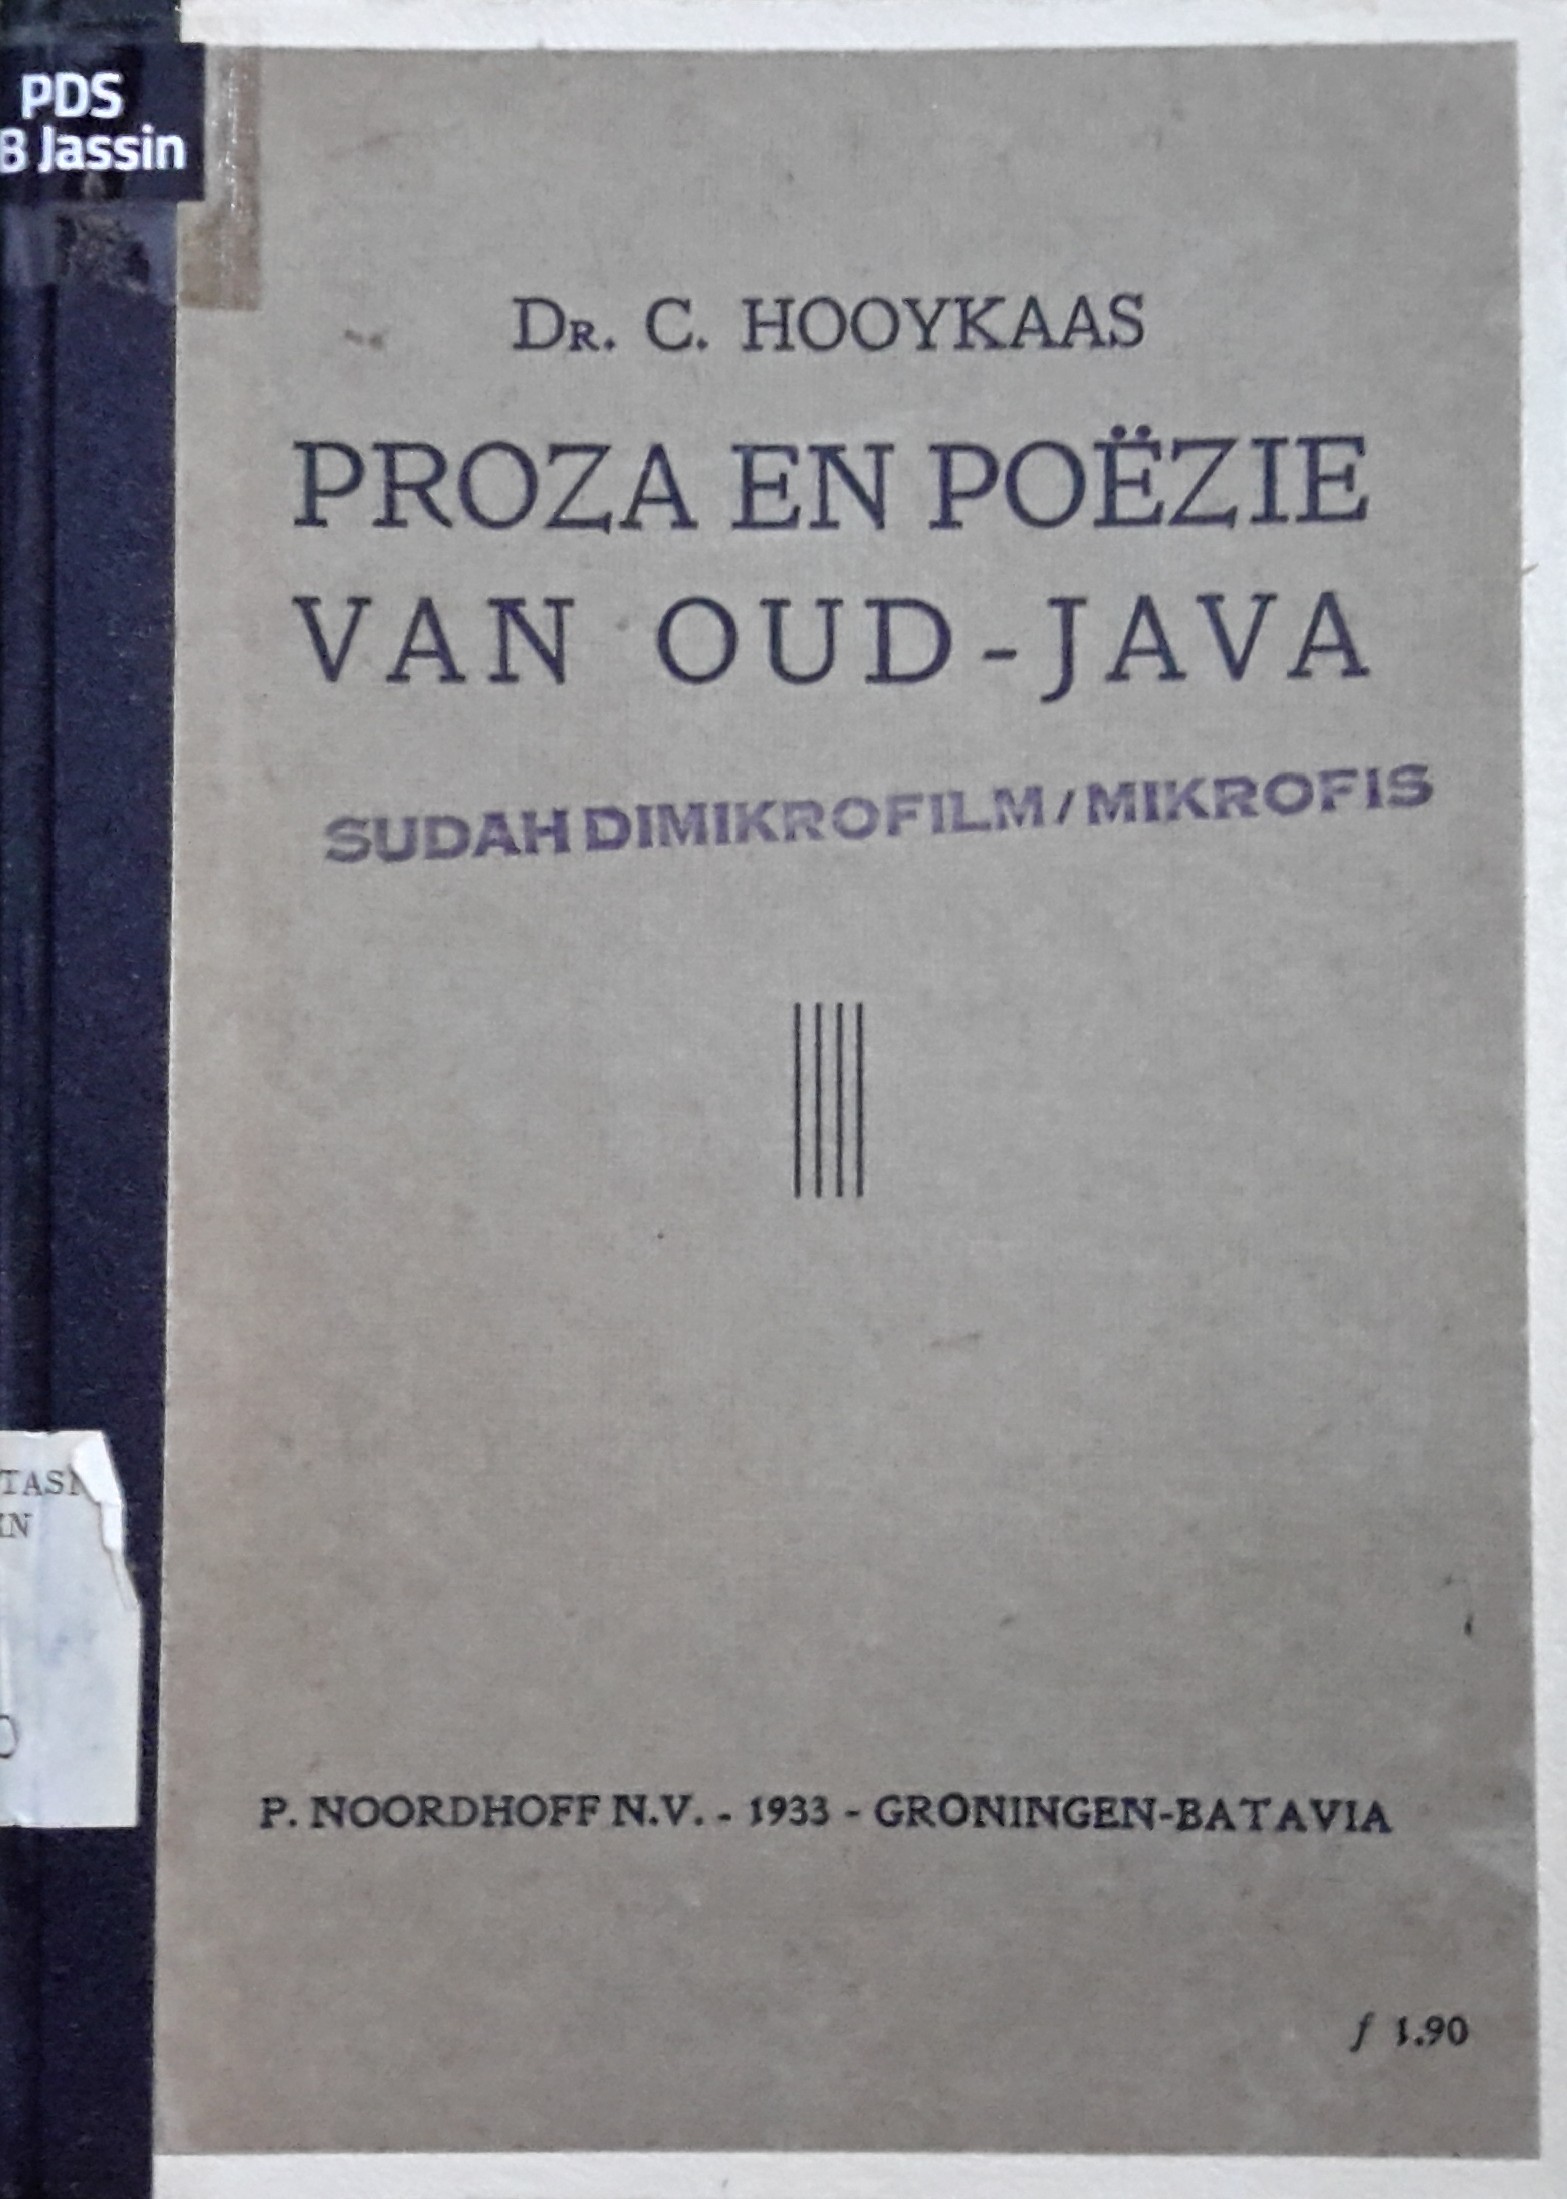 PDS
B Jassin
DR. C. HOOYKAAS
PROZA EN POËZIE
VAN OUD-JAVA
SUDAH DIMIKROFILM/MIKROFIS
P. NOORDHOFF N.V. - 1933 - GRONINGEN-BATAVIA
f 1.90